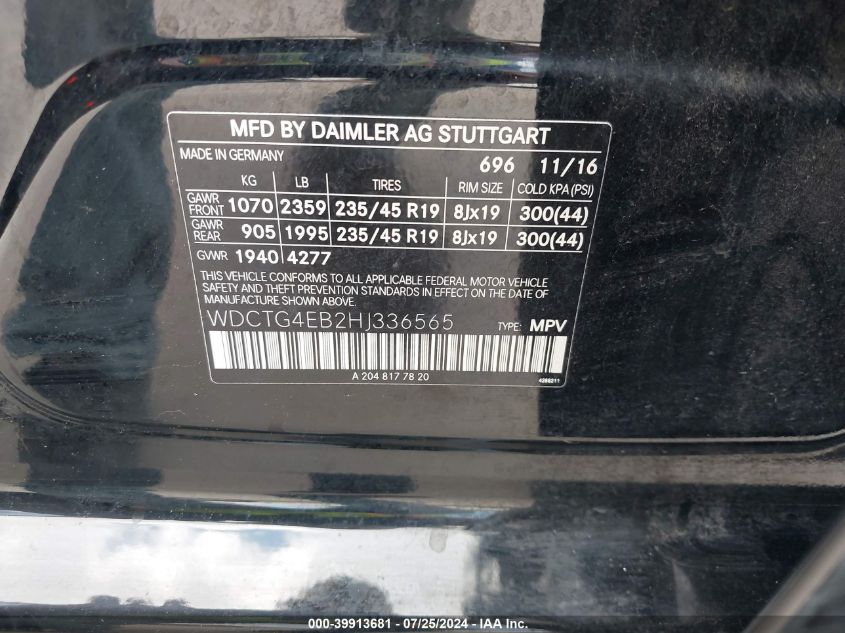 MFD BY DAIMLER AG STUTTGART
MADE IN GERMANY 696 11/16
KG LB TIRES RIM SIZE COLD KPA (PSI)
GAWR FRONT 1070 2359 235/45 R19 8Jx19 300(44)
GAWR REAR 905 1995 235/45 R19 8Jx19 300(44)
GVWR 1940 4277
THIS VEHICLE CONFORMS TO ALL APPLICABLE FEDERAL MOTOR VEHICLE
SAFETY AND THEFT PREVENTION STANDARDS IN EFFECT ON THE DATE OF
MANUFACTURE SHOWN ABOVE.
WDCTG4EB2HJ336565 TYPE: MPV
A 204 817 78 20
000-39913681 / 07/25/2024 - IAA Inc.